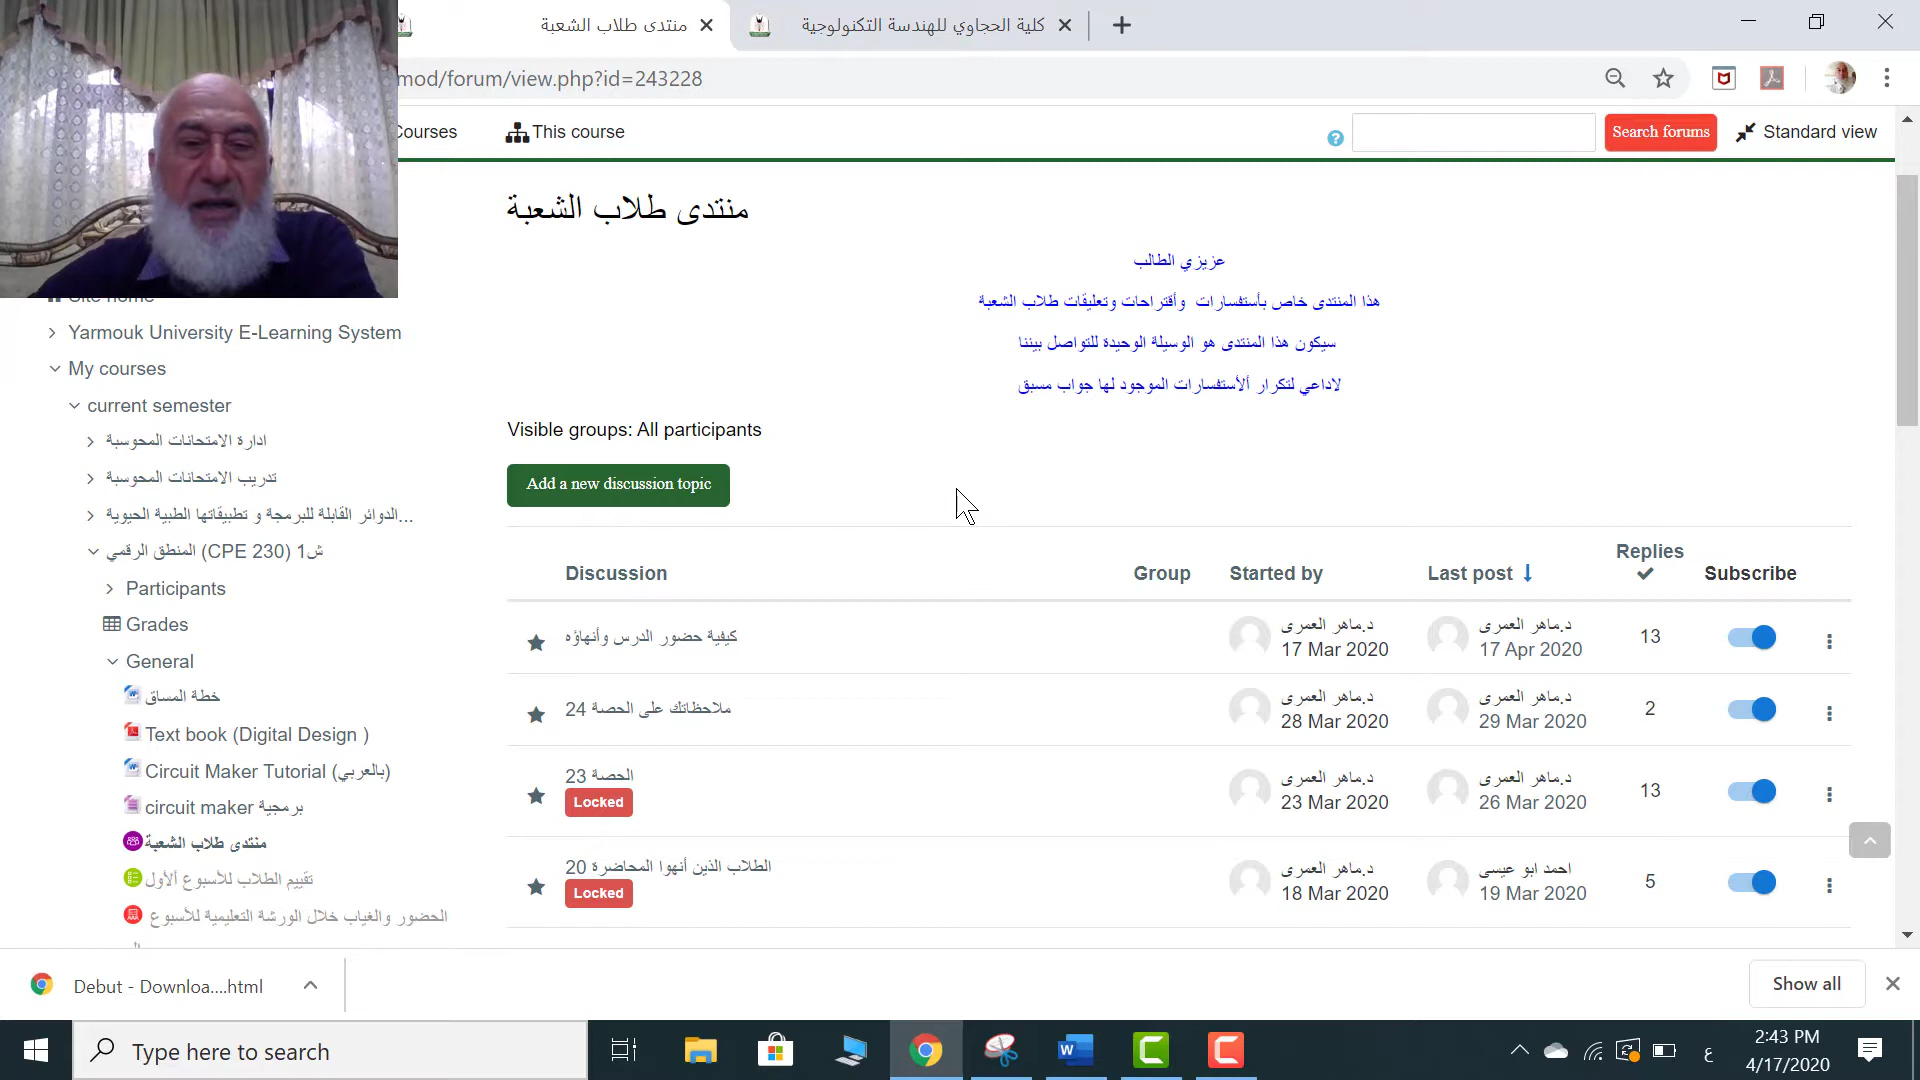 منتدى طلاب الشعبة
كلية الحجاوي للهندسة التكنولوجية
mod/forum/view.php?id=243228
Courses
This course
Search forums
Standard view
منتدى طلاب الشعبة
عزيزي الطالب
هذا المنتدى خاص بأستفسارات وأقتراحات وتعليقات طلاب الشعبة
سيكون هذا المنتدى هو الوسيلة الوحيدة للتواصل بيننا
لاداعي لتكرار ألأستفسارات الموجود لها جواب مسبق
Visible groups: All participants
Add a new discussion topic
Site home
Yarmouk University E-Learning System
My courses
current semester
ادارة الامتحانات المحوسبة
تدريب الامتحانات المحوسبة
الدوائر القابلة للبرمجة و تطبيقاتها الطبية الحيوية...
المنطق الرقمي (CPE 230) ش1
Participants
Grades
General
خطة المساق
Text book (Digital Design )
Circuit Maker Tutorial (بالعربي)
circuit maker برمجية
منتدى طلاب الشعبة
تقييم الطلاب للأسبوع ألأول
الحضور والغياب خلال الورشة التعليمية للأسبوع
Discussion Group Started by Last post Replies Subscribe
كيفية حضور الدرس وأنهاؤه
د.ماهر العمرى
17 Mar 2020
د.ماهر العمرى
17 Apr 2020
13
ملاحظاتك على الحصة 24
د.ماهر العمرى
28 Mar 2020
د.ماهر العمرى
29 Mar 2020
2
الحصة 23
Locked
د.ماهر العمرى
23 Mar 2020
د.ماهر العمرى
26 Mar 2020
13
الطلاب الذين أنهوا المحاضرة 20
Locked
د.ماهر العمرى
18 Mar 2020
احمد ابو عيسى
19 Mar 2020
5
Debut - Downloa....html
Show all
Type here to search
ع
2:43 PM
4/17/2020